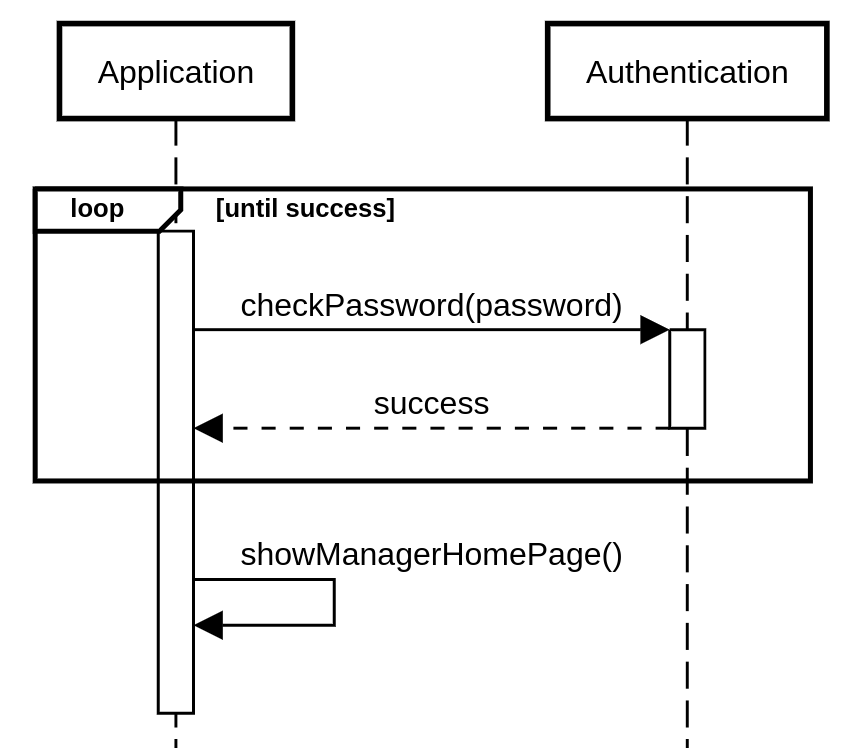 Application
Authentication
loop
[until success]
checkPassword(password)
success
showManagerHomePage()